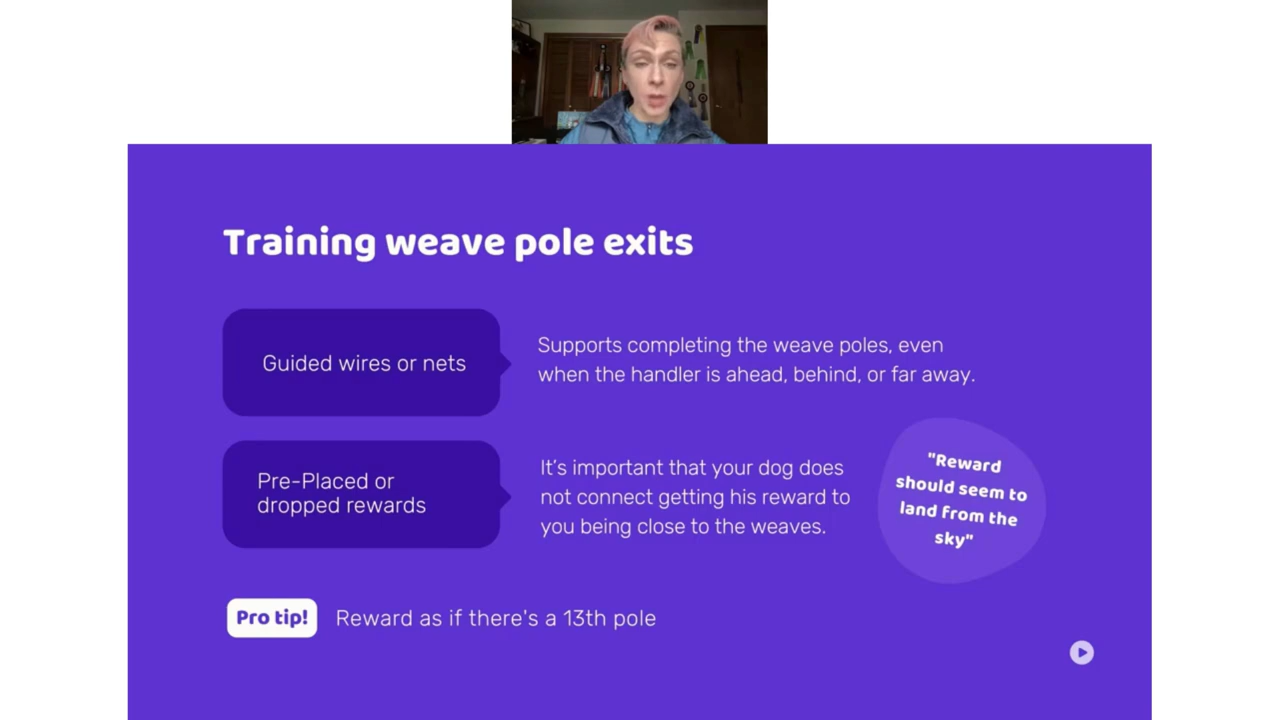 Training weave pole exits
Guided wires or nets
Supports completing the weave poles, even
when the handler is ahead, behind, or far away.
Pre-Placed or
dropped rewards
It's important that your dog does
not connect getting his reward to
you being close to the weaves.
"Reward
should seem to
land from the
sky"
Pro tip!
Reward as if there's a 13th pole